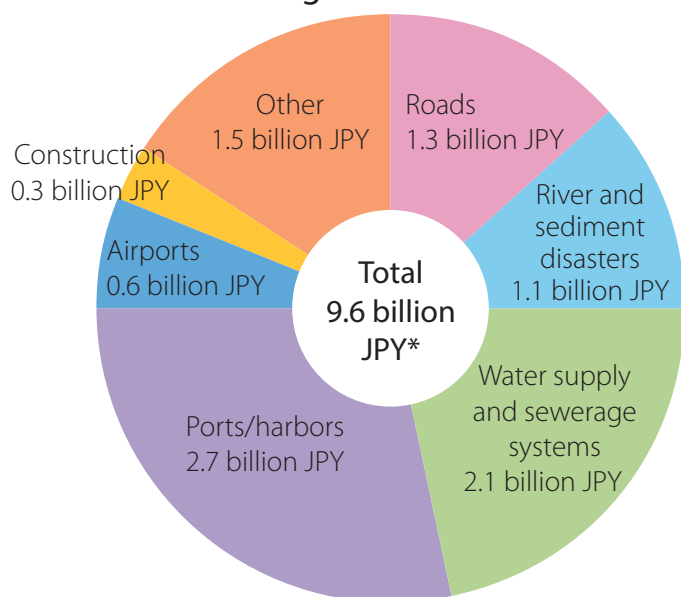 Other
1.5 billion JPY
Roads
1.3 billion JPY
Construction
0.3 billion JPY
River and
sediment
disasters
1.1 billion JPY
Airports
0.6 billion JPY
Total
9.6 billion
JPY*
Water supply
and sewerage
systems
2.1 billion JPY
Ports/harbors
2.7 billion JPY